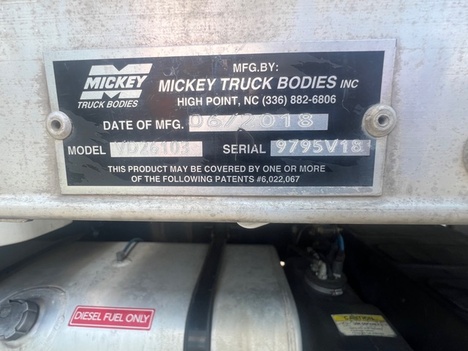 M
MICKEY
TRUCK BODIES
MFG.BY:
MICKEY TRUCK BODIES INC
HIGH POINT, NC (336) 882-6806
DATE OF MFG. 06/2018
MODEL
SERIAL 9795V18
THIS PRODUCT MAY BE COVERED BY ONE OR MORE
OF THE FOLLOWING PATENTS #6,022,067
DIESEL FUEL ONLY